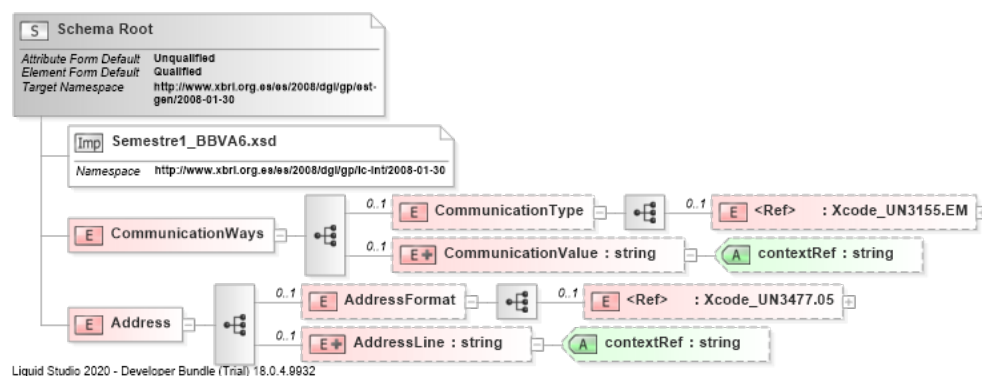 S Schema Root
Attribute Form Default Unqualified
Element Form Default Qualified
Target Namespace http://www.xbrl.org.es/es/2008/dgi/gp/est-
gen/2008-01-30
Imp Semestre1_BBVA6.xsd
Namespace http://www.xbrl.org.es/es/2008/dgi/gp/lc-int/2008-01-30
0..1 E CommunicationType 0..1 E <Ref> : Xcode_UN3155.EM
E CommunicationWays
0..1 E+ CommunicationValue : string A contextRef : string
0..1 E AddressFormat 0..1 E <Ref> : Xcode_UN3477.05
E Address
0..1 E+ AddressLine : string A contextRef : string
Liquid Studio 2020 - Developer Bundle (Trial) 18.0.4.9932